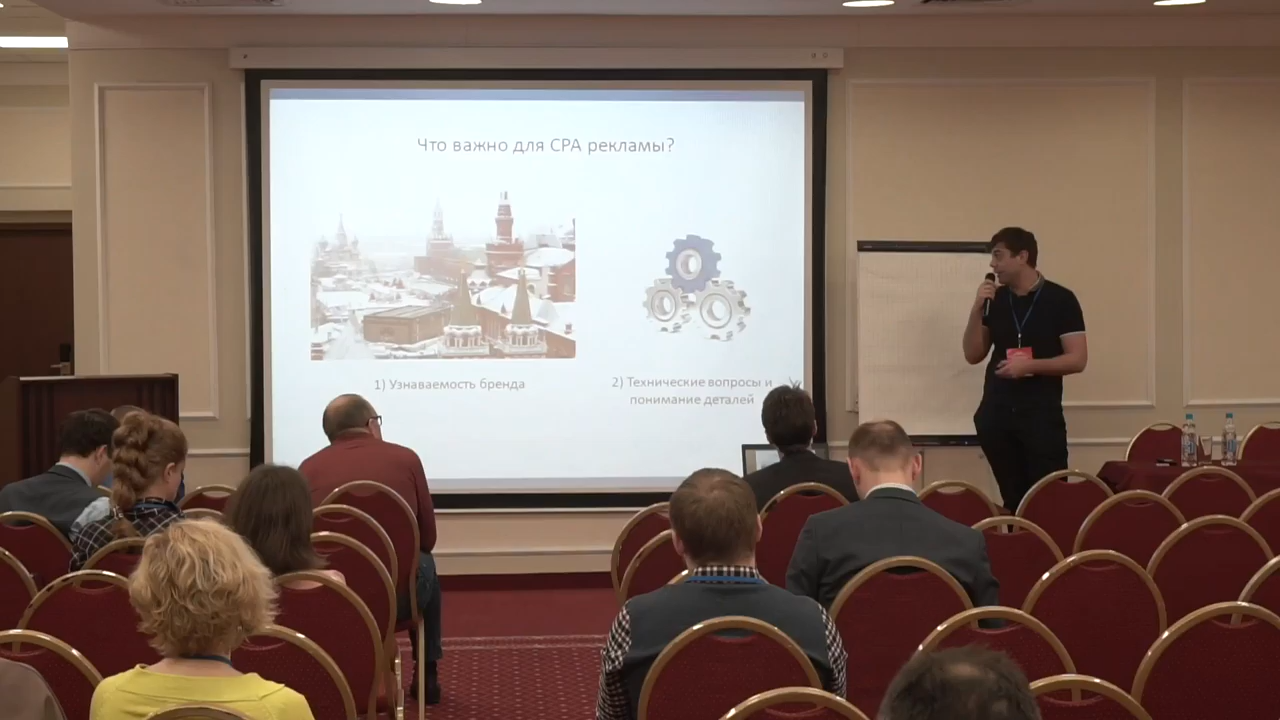 Что важно для CPA рекламы?
1) Узнаваемость бренда
2) Технические вопросы и
понимание деталей